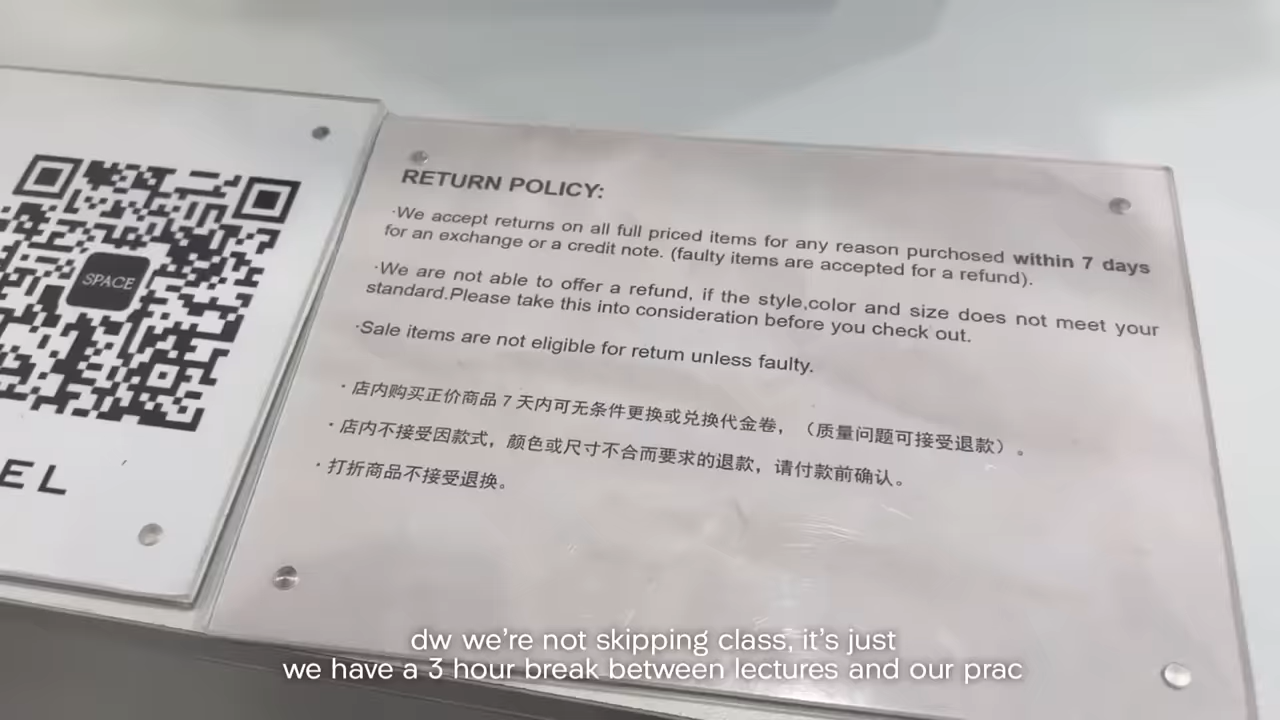 SPACE
EL
RETURN POLICY:
·We accept returns on all full priced items for any reason purchosed within 7 days
for an exchange or a credit note. (faulty items are accepted for a refund).
·We are not able to offer a refund, if the style,color and size does not meet your
standard.Please take this into consideration before you check out.
·Sale items are not eligible for return unless faulty.
·店内购买正价商品 7 天内可无条件更换或兑换代金卷，（质量问题可接受退款）。
·店内不接受因款式，颜色或尺寸不合而要求的退款，请付款前确认。
·打折商品不接受退换。
dw we're not skipping class, it's just
we have a 3 hour break between lectures and our prac